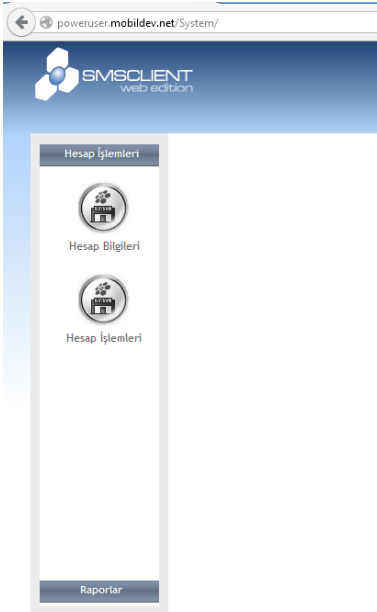 poweruser.mobildev.net/System/
SMSCLIENT
web edition
Hesap İşlemleri
Hesap Bilgileri
Hesap İşlemleri
Raporlar